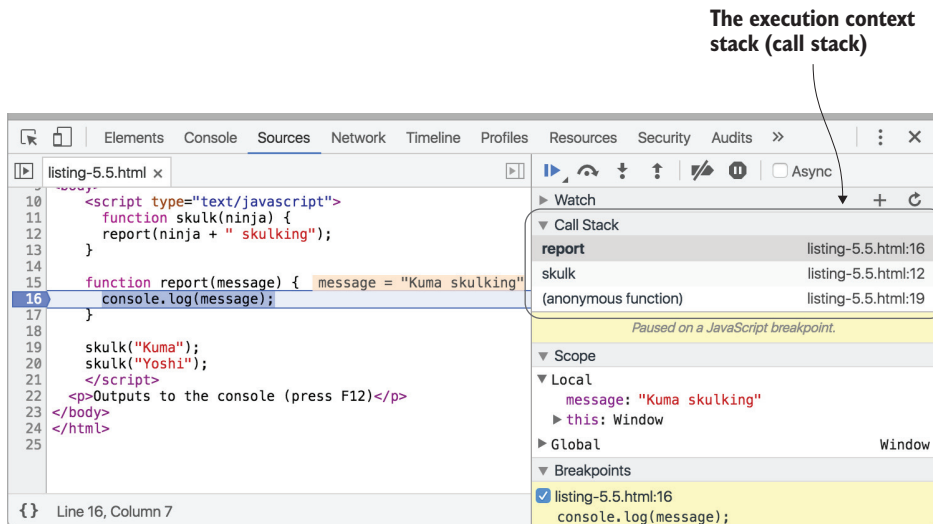 The execution context
stack (call stack)
Elements Console Sources Network Timeline Profiles Resources Security Audits »
listing-5.5.html × Async
10 <script type="text/javascript">
11 function skulk(ninja) {
12 report(ninja + " skulking");
13 }
14
15 function report(message) { message = "Kuma skulking"
16 console.log(message);
17 }
18
19 skulk("Kuma");
20 skulk("Yoshi");
21 </script>
22 <p>Outputs to the console (press F12)</p>
23 </body>
24 </html>
25
{} Line 16, Column 7
Watch
Call Stack
report listing-5.5.html:16
skulk listing-5.5.html:12
(anonymous function) listing-5.5.html:19
Paused on a JavaScript breakpoint.
Scope
Local
message: "Kuma skulking"
this: Window
Global Window
Breakpoints
listing-5.5.html:16
console.log(message);